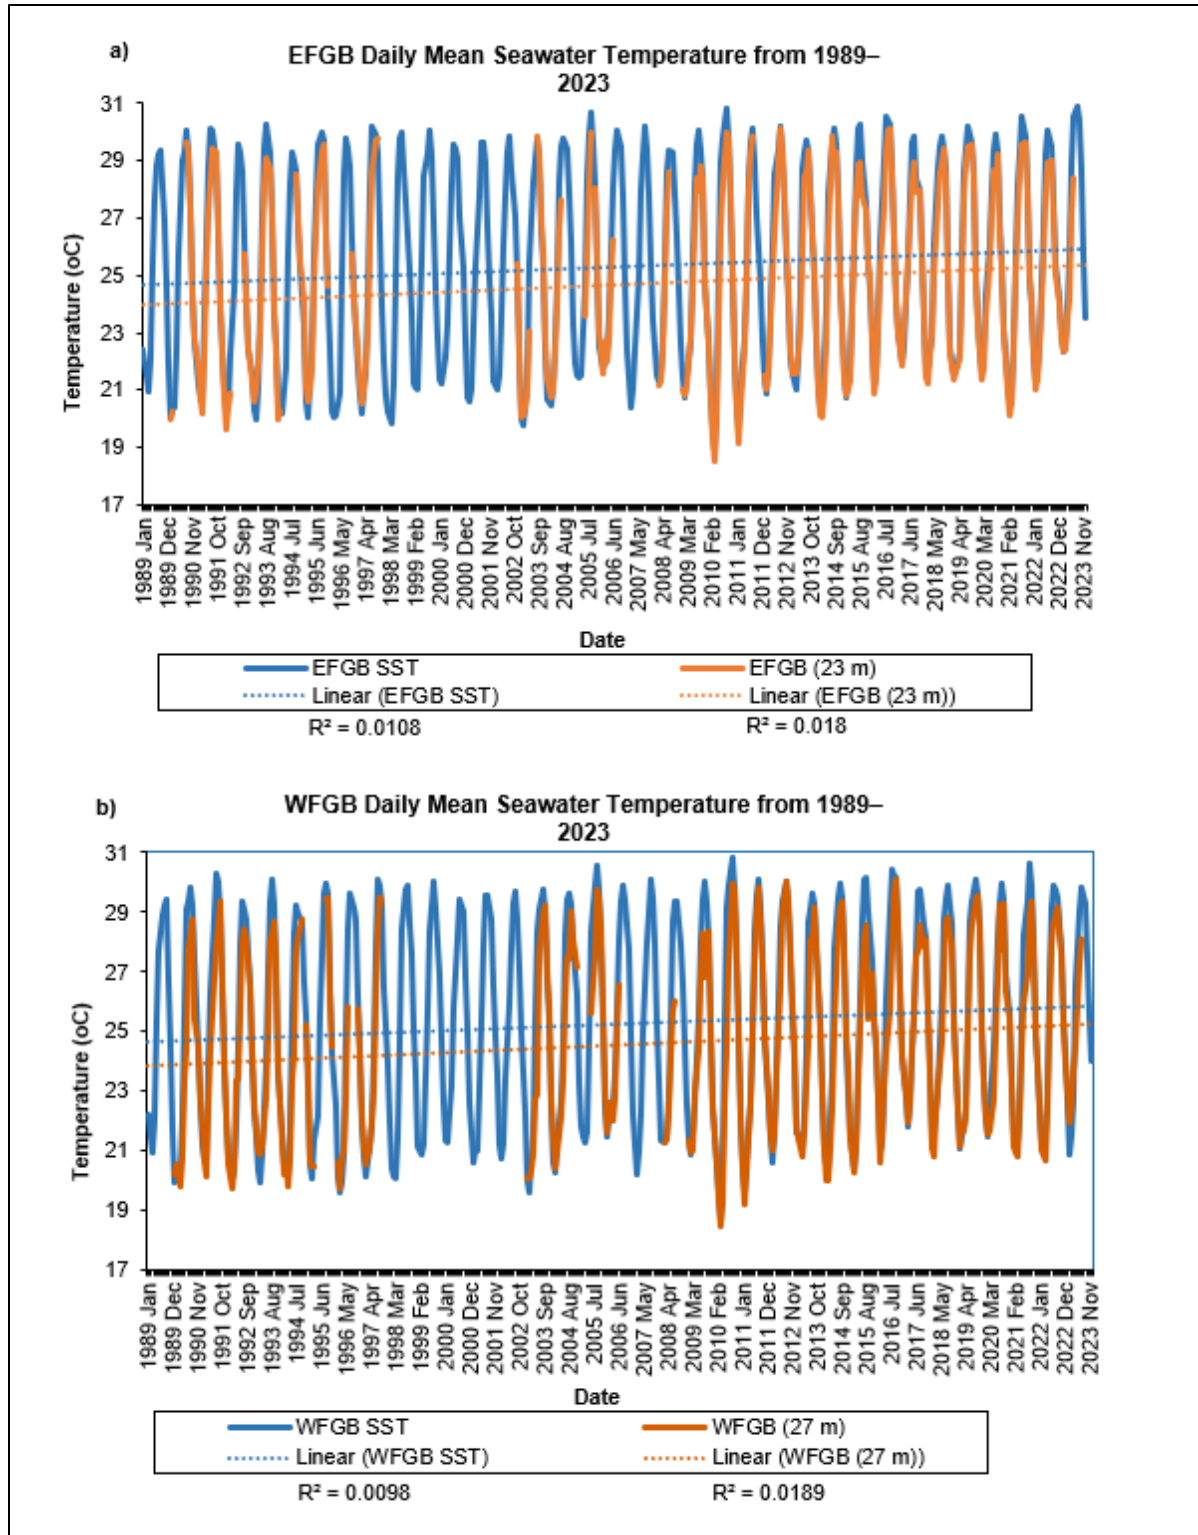 a)
EFGB Daily Mean Seawater Temperature from 1989–
2023
Temperature (oC)
31
29
27
25
23
21
19
17
1989 Jan
1989 Dec
1990 Nov
1991 Oct
1992 Sep
1993 Aug
1994 Jul
1995 Jun
1996 May
1997 Apr
1998 Mar
1999 Feb
2000 Jan
2000 Dec
2001 Nov
2002 Oct
2003 Sep
2004 Aug
2005 Jul
2006 Jun
2007 May
2008 Apr
2009 Mar
2010 Feb
2011 Jan
2011 Dec
2012 Nov
2013 Oct
2014 Sep
2015 Aug
2016 Jul
2017 Jun
2018 May
2019 Apr
2020 Mar
2021 Feb
2022 Jan
2022 Dec
2023 Nov
Date
EFGB SST
EFGB (23 m)
Linear (EFGB SST)
Linear (EFGB (23 m))
R² = 0.0108
R² = 0.018
b)
WFGB Daily Mean Seawater Temperature from 1989–
2023
Temperature (oC)
31
29
27
25
23
21
19
17
1989 Jan
1989 Dec
1990 Nov
1991 Oct
1992 Sep
1993 Aug
1994 Jul
1995 Jun
1996 May
1997 Apr
1998 Mar
1999 Feb
2000 Jan
2000 Dec
2001 Nov
2002 Oct
2003 Sep
2004 Aug
2005 Jul
2006 Jun
2007 May
2008 Apr
2009 Mar
2010 Feb
2011 Jan
2011 Dec
2012 Nov
2013 Oct
2014 Sep
2015 Aug
2016 Jul
2017 Jun
2018 May
2019 Apr
2020 Mar
2021 Feb
2022 Jan
2022 Dec
2023 Nov
Date
WFGB SST
WFGB (27 m)
Linear (WFGB SST)
Linear (WFGB (27 m))
R² = 0.0098
R² = 0.0189